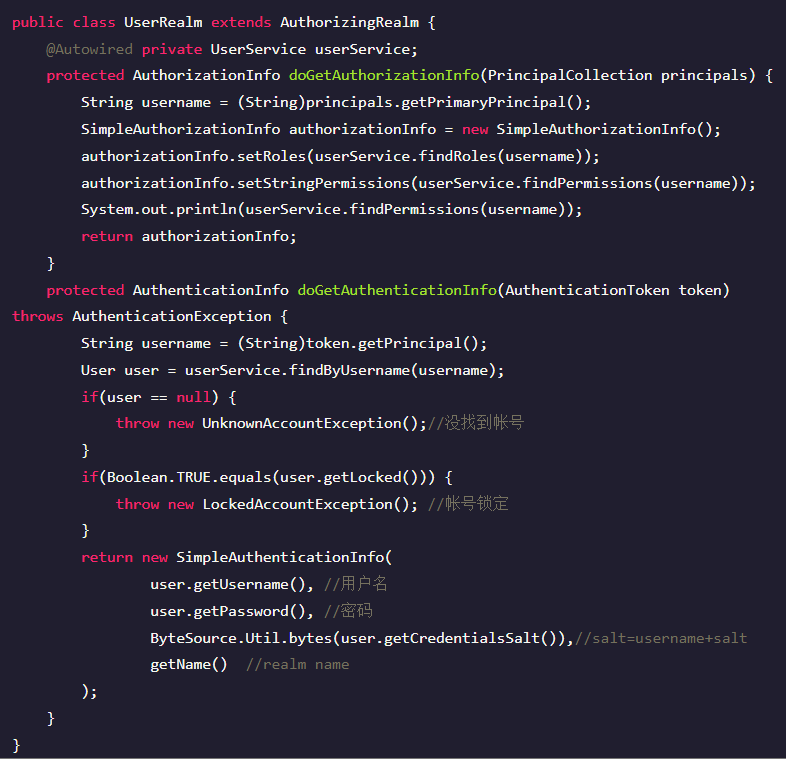 public class UserRealm extends AuthorizingRealm {
    @Autowired private UserService userService;
    protected AuthorizationInfo doGetAuthorizationInfo(PrincipalCollection principals) {
        String username = (String)principals.getPrimaryPrincipal();
        SimpleAuthorizationInfo authorizationInfo = new SimpleAuthorizationInfo();
        authorizationInfo.setRoles(userService.findRoles(username));
        authorizationInfo.setStringPermissions(userService.findPermissions(username));
        System.out.println(userService.findPermissions(username));
        return authorizationInfo;
    }
    protected AuthenticationInfo doGetAuthenticationInfo(AuthenticationToken token)
throws AuthenticationException {
        String username = (String)token.getPrincipal();
        User user = userService.findByUsername(username);
        if(user == null) {
            throw new UnknownAccountException();//没找到帐号
        }
        if(Boolean.TRUE.equals(user.getLocked())) {
            throw new LockedAccountException(); //帐号锁定
        }
        return new SimpleAuthenticationInfo(
                user.getUsername(), //用户名
                user.getPassword(), //密码
                ByteSource.Util.bytes(user.getCredentialsSalt()),//salt=username+salt
                getName()  //realm name
        );
    }
}